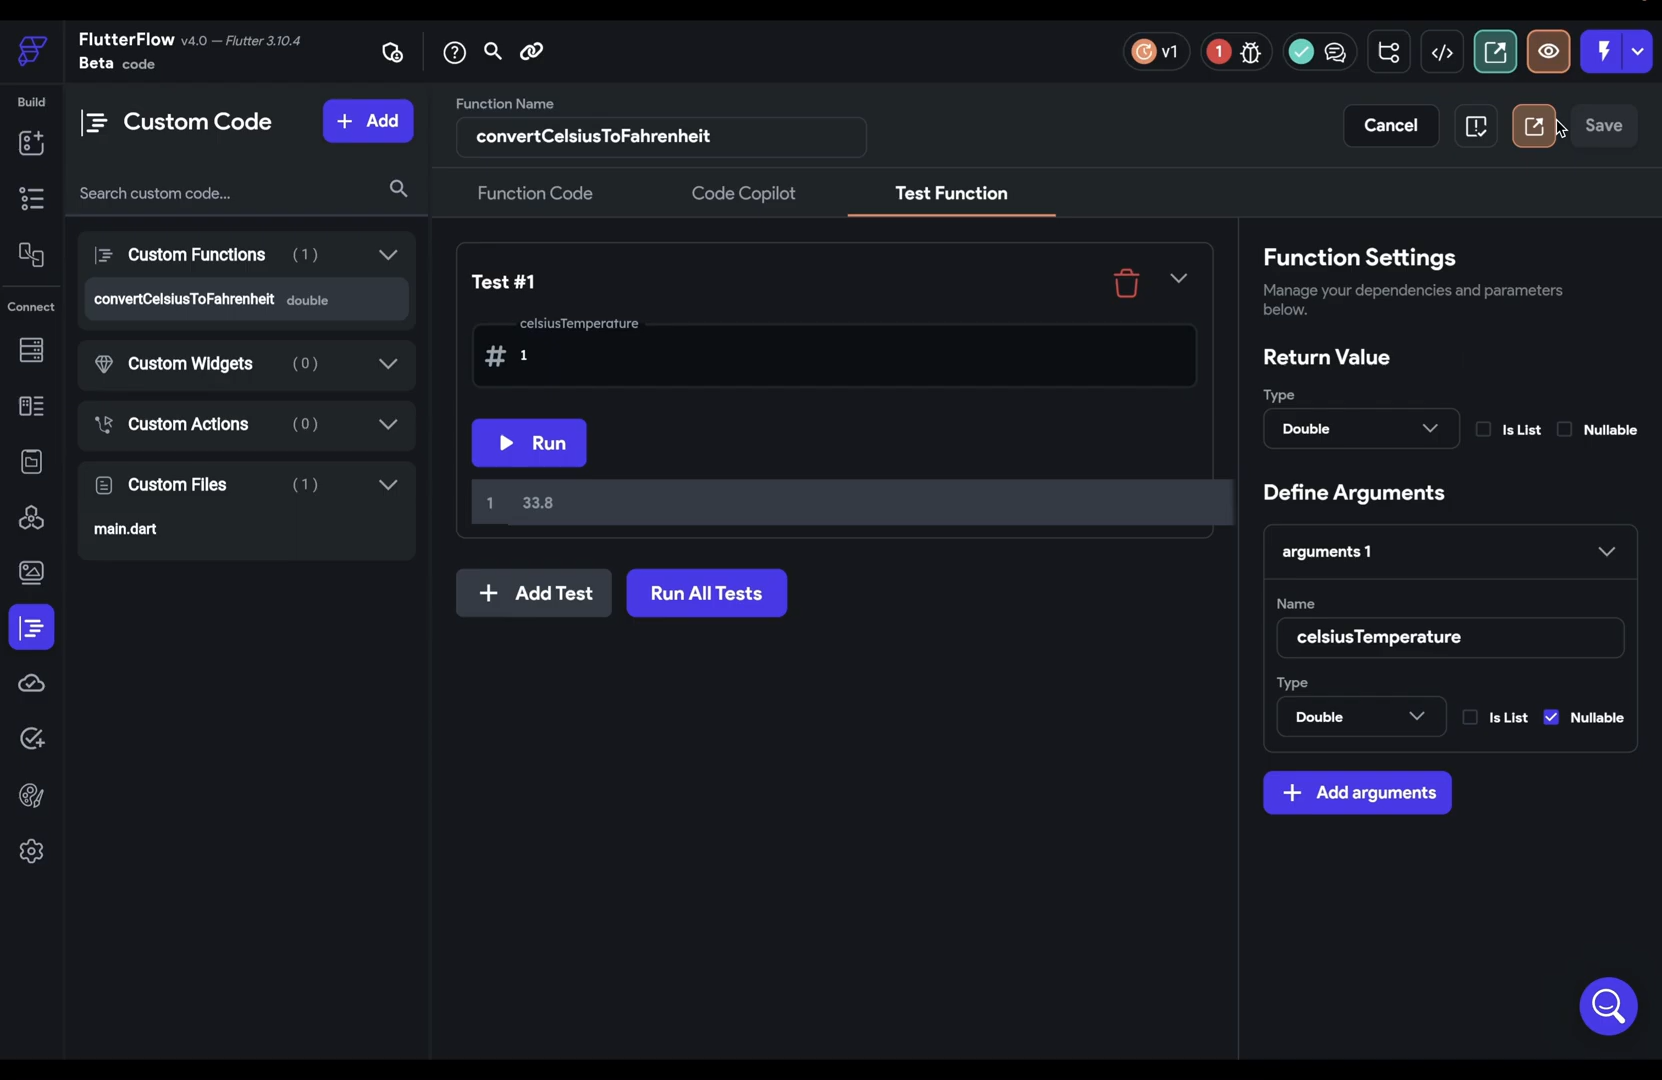 FlutterFlow v4.0 — Flutter 3.10.4
Beta code
v1
1
Build
Connect
Custom Code
+ Add
Search custom code...
Custom Functions (1)
convertCelsiusToFahrenheit double
Custom Widgets (0)
Custom Actions (0)
Custom Files (1)
main.dart
Function Name
convertCelsiusToFahrenheit
Cancel
Save
Function Code
Code Copilot
Test Function
Test #1
celsiusTemperature
# 1
Run
1 33.8
+ Add Test
Run All Tests
Function Settings
Manage your dependencies and parameters
below.
Return Value
Type
Double
Is List
Nullable
Define Arguments
arguments 1
Name
celsiusTemperature
Type
Double
Is List
Nullable
+ Add arguments